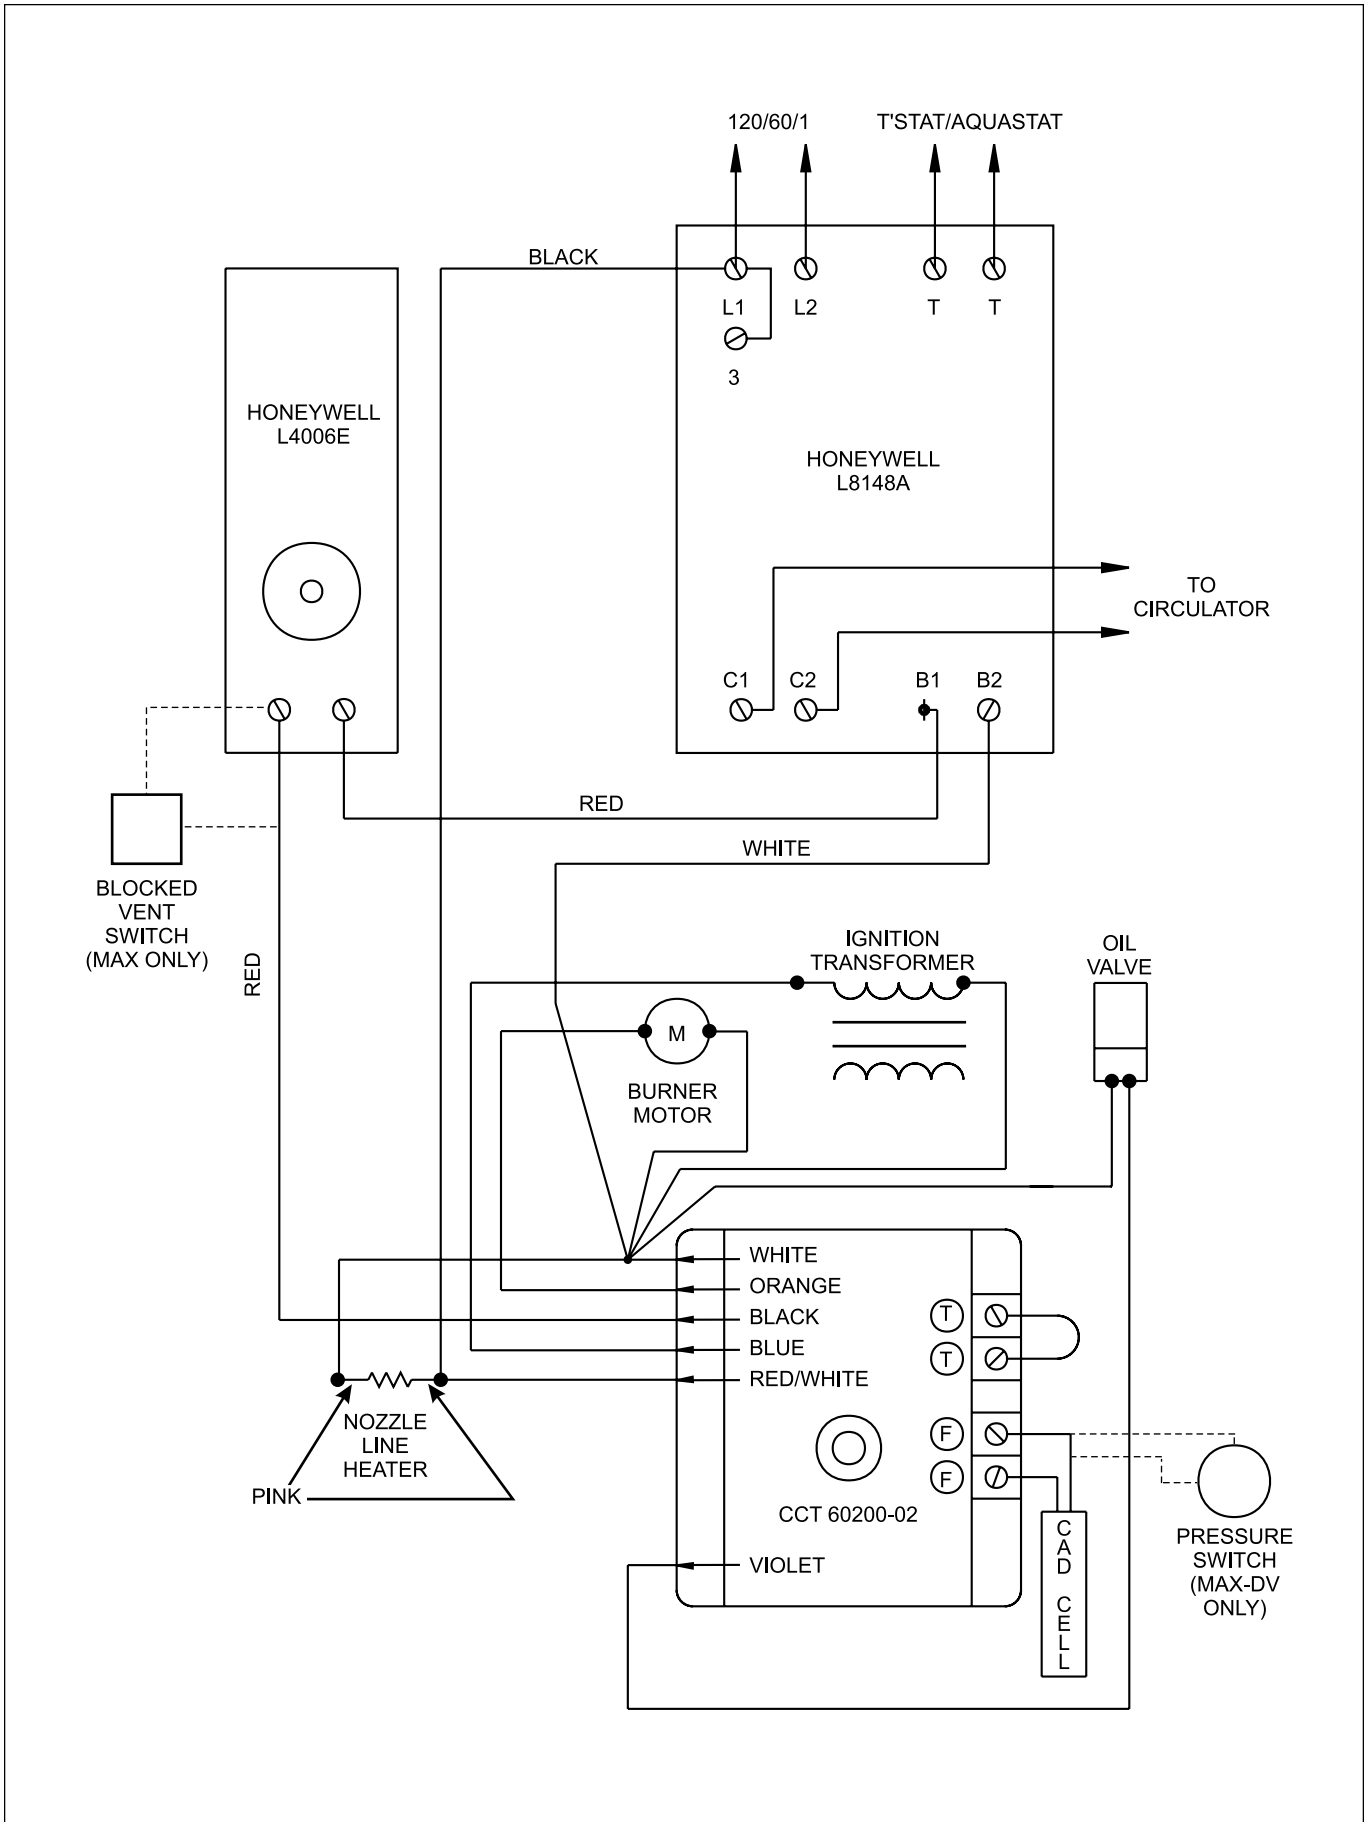 120/60/1
T'STAT/AQUASTAT
BLACK
L1
L2
T
T
3
HONEYWELL
L4006E
HONEYWELL
L8148A
TO
CIRCULATOR
C1
C2
B1
B2
RED
WHITE
BLOCKED
VENT
SWITCH
(MAX ONLY)
RED
IGNITION
TRANSFORMER
OIL
VALVE
M
BURNER
MOTOR
WHITE
ORANGE
BLACK
BLUE
RED/WHITE
T
T
F
F
NOZZLE
LINE
HEATER
PINK
CCT 60200-02
VIOLET
CAD CELL
PRESSURE
SWITCH
(MAX-DV
ONLY)